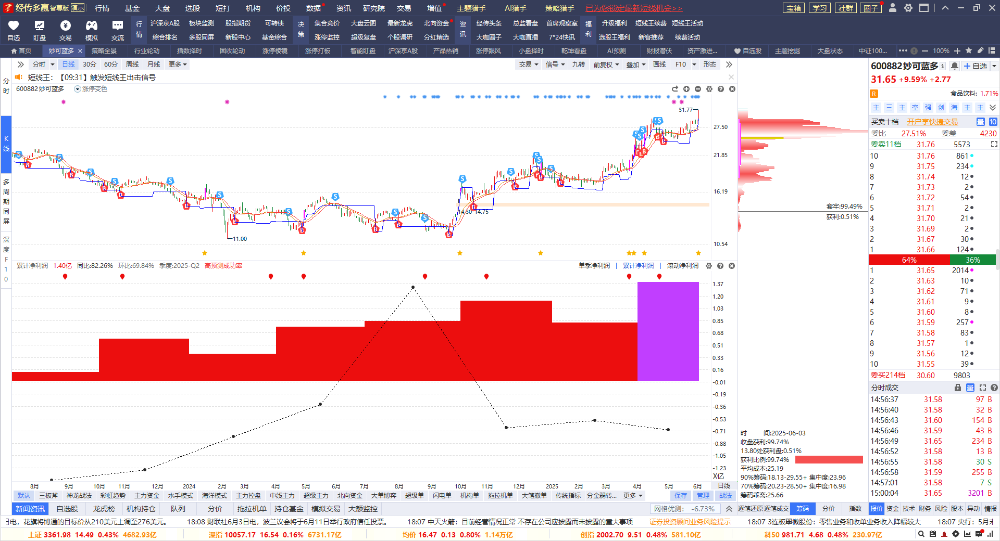 经传多赢 智尊版 演示 行情 基金 大盘 选股 短打 机构 价投 数据 资讯 研究院 交易 增值 主题猎手 AI猎手 策略猎手 已为您锁定最新短线机会>> 宝箱 学习 社群 圈子
自选 盯盘 交易 模拟 交流
行情 沪深京A股 板块监测 股指期货 可转债 决策 集合竞价 大盘云图 最新龙虎 北向资金 资讯 经传头条 总监看盘 首席观察室 福利 升级福利 短线王续费 短线王活动
综合排名 多股同屏 新股中心 基金综合 涨停监控 超级复盘 个股调研 分红精选 大咖圈子 大咖直播 7*24快讯 选股王福利 新客推荐 续费活动
首页 妙可蓝多 × 策略全景 行业轮动 指数择时 固收轮动 涨停棱镜 涨停打板 智能盯盘 沪深京A股 产品热销 涨停跟风 小盘择时 乾坤看盘 AI预测 财报潜伏 资产激进... 自选股 主题挖掘 大盘状态 中证100... 100%
分时 日线 30分 60分 周线 月线 更多 交易 信号 九转 前复权 叠加 画线 F10 形态
短线王：【09:31】触发短线王出击信号
600882妙可蓝多 涨停变色
分时
K线
多周期同屏
深度F10
31.77
27.50
21.85
16.19
14.30-14.75
11.00
10.54
累计净利润 1.40亿 同比:82.26% 环比:69.84% 季度:2025-Q2 高预测成功率 单季净利润 | 累计净利润 | 滚动净利润
1.37
1.20
1.03
0.85
0.68
0.51
0.33
0.16
-0.01
-0.19
-0.36
-0.53
-0.71
-0.88
-1.05
-1.23
X亿
8月 9月 10月 11月 12月 2024 2月 3月 4月 5月 6月 7月 8月 9月 10月 11月 12月 2025 2月 3月 4月 5月 6月 日线
默认 三板斧 神龙战法 彩虹趋势 主力资金 水手模式 海洋模式 主力控盘 中线主力 超级主力 北向资金 大单博弈 超级单 闪电单 机构单 拖拉机单 大笔撤单 传统指标 分金弱转... 更多 保存 管理 战法
新闻资讯 自选股 龙虎榜 机构持仓 队列 分价 拖拉机单 持仓基金 模拟交易 大额监控 网格优测： -6.73%
套牢:99.49%
获利:0.51%
时 间:2025-06-03
收盘获利:99.74%
13.80处获利盘:0.51%
获利比例:99.74%
平均成本:25.19
90%筹码:18.13-29.55+ 集中度:23.96
70%筹码:20.23-28.50+ 集中度:16.98
筹码乖离:25.66
逐笔还原 逐笔成交 筹码 分价 指数
600882妙可蓝多 自选
31.65 +9.59% +2.77
R 食品饮料: 1.71%
主 三 主 空 强 创 海 主 主
买卖十档 开户享快捷交易 量 10
委比 27.51% 委差 4230
委卖11档 31.76 5573
10 31.76 861
9 31.75 234
8 31.74 12
7 31.73 2
6 31.72 54
5 31.71 2
4 31.70 21
3 31.69 2
2 31.67 30
1 31.66 124
64% 36%
1 31.65 2014
2 31.63 10
3 31.62 71
4 31.61 9
5 31.60 8
6 31.59 257
7 31.58 83
8 31.57 1
9 31.56 12
10 31.55 39
委买214档 30.60 9803
分时成交 量
14:56:37 31.58 97 B
14:56:40 31.58 32 B
14:56:43 31.60 154 B
14:56:46 31.59 43 B
14:56:49 31.65 234 B
14:56:52 31.58 13 B
14:56:55 31.58 30 S
14:56:58 31.59 255 B
14:57:01 31.58 7 S
15:00:04 31.65 3201 B
报价 资金 技术 财务 风险 股本 异动 情报
3电，花旗将博通的目标价从210美元上调至276美元。 18:08 财联社6月3日电，波兰议会将于6月11日举行政府信任投票。 18:07 中天火箭：目前经营情况正常 不存在公司应披露而未披露的重大事项 证券投资顾问业务风险提示 18:07 3连板翠微股份：零售业务和收单业务收入降幅较大 18:07 央行：5月末
上证 3361.98 14.49 0.43% 4682.93亿 深指 10057.17 16.54 0.16% 6731.17亿 均价 16.47 0.13 0.80% 1.14万亿 创指 2002.70 9.51 0.48% 581.10亿 科50 981.71 4.68 0.48% 230.97亿